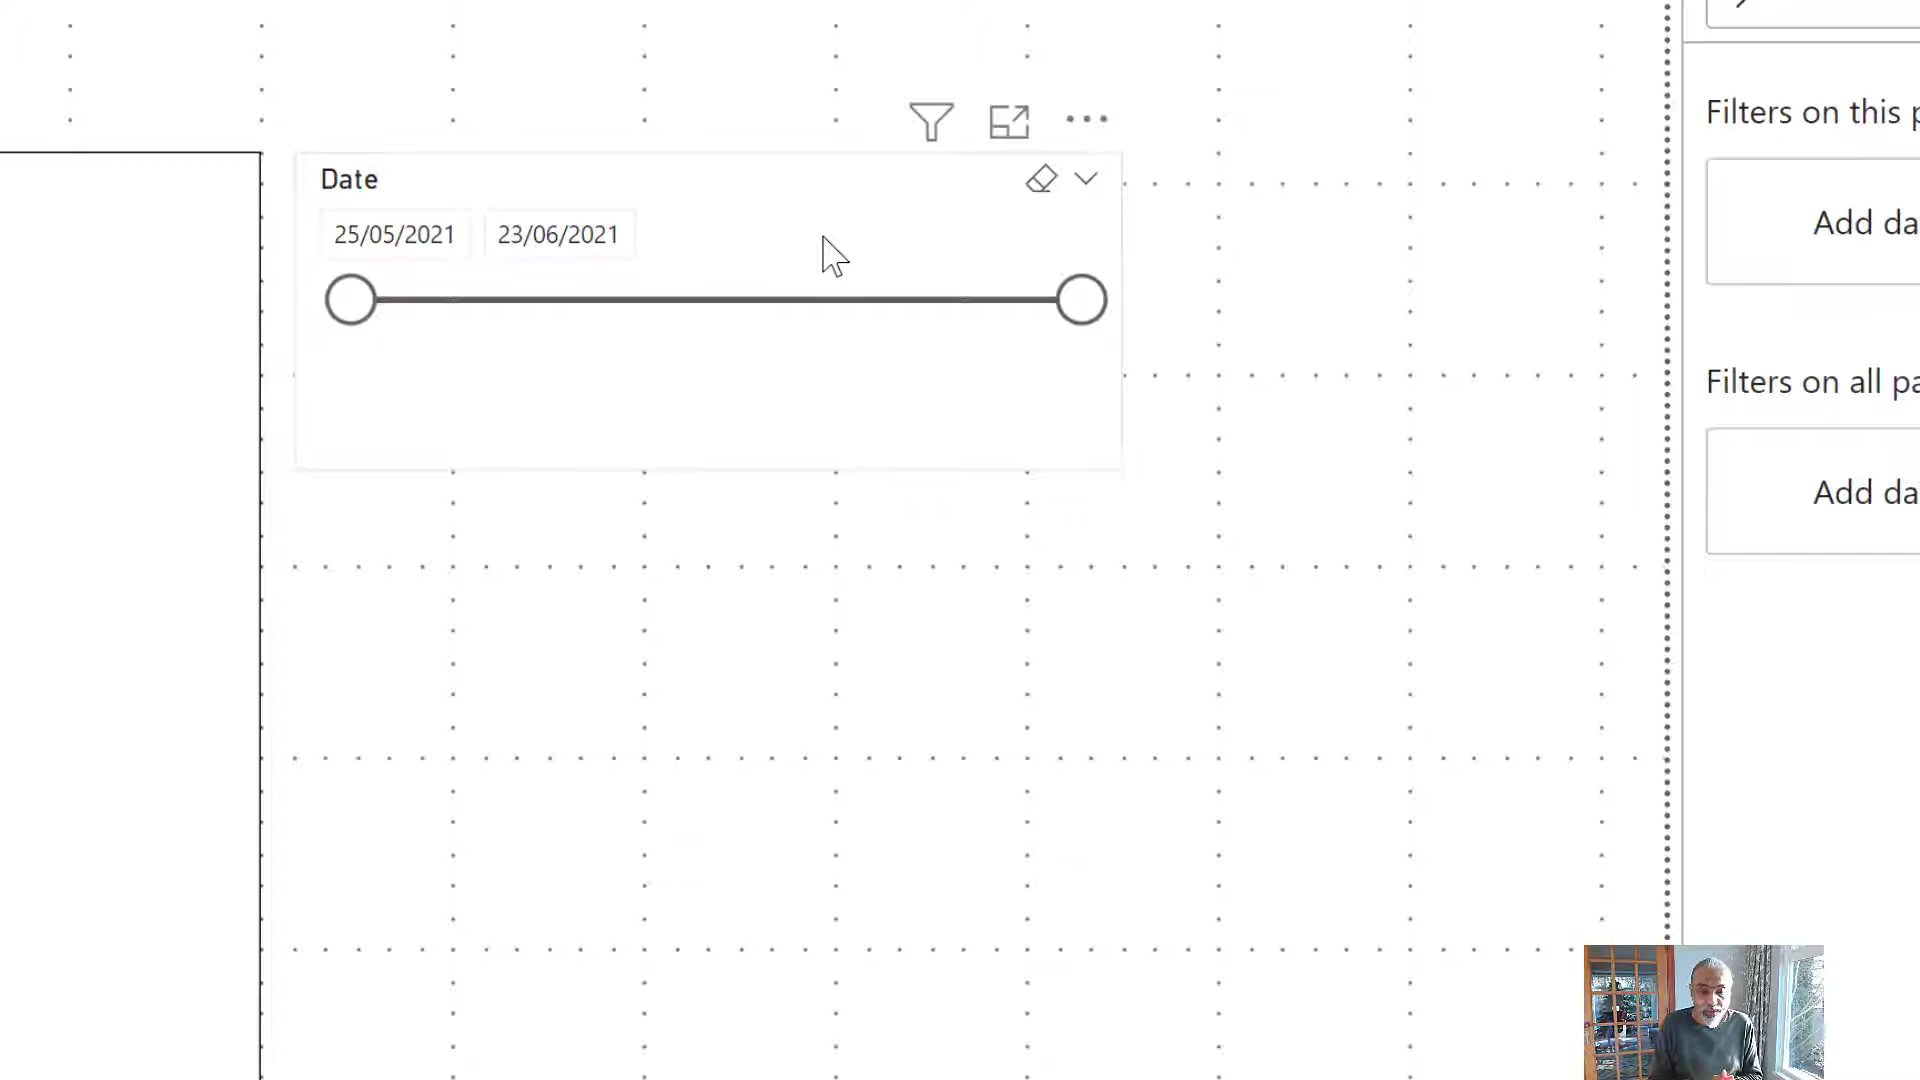 Filters on this p
Date
25/05/2021 23/06/2021
Add da
Filters on all pa
Add da